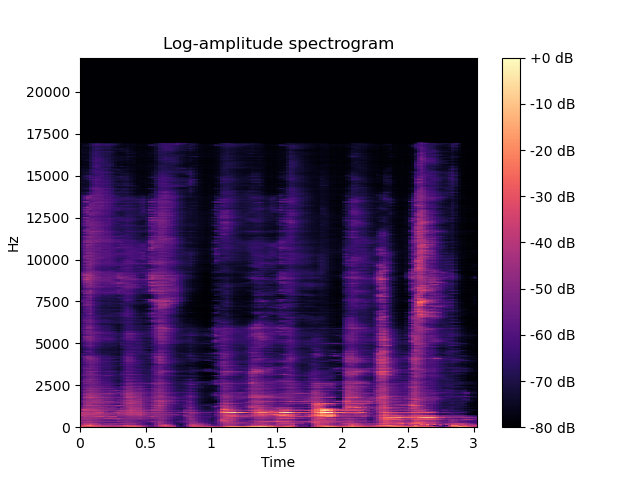 Log-amplitude spectrogram
Hz
20000
17500
15000
12500
10000
7500
5000
2500
0
0 0.5 1 1.5 2 2.5 3
Time
+0 dB
-10 dB
-20 dB
-30 dB
-40 dB
-50 dB
-60 dB
-70 dB
-80 dB